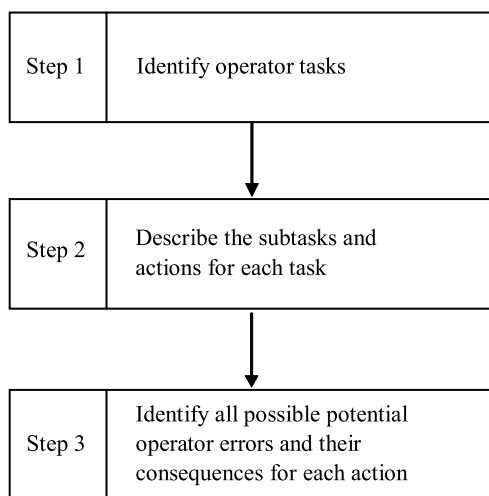 Step 1
Identify operator tasks
Step 2
Describe the subtasks and
actions for each task
Step 3
Identify all possible potential
operator errors and their
consequences for each action